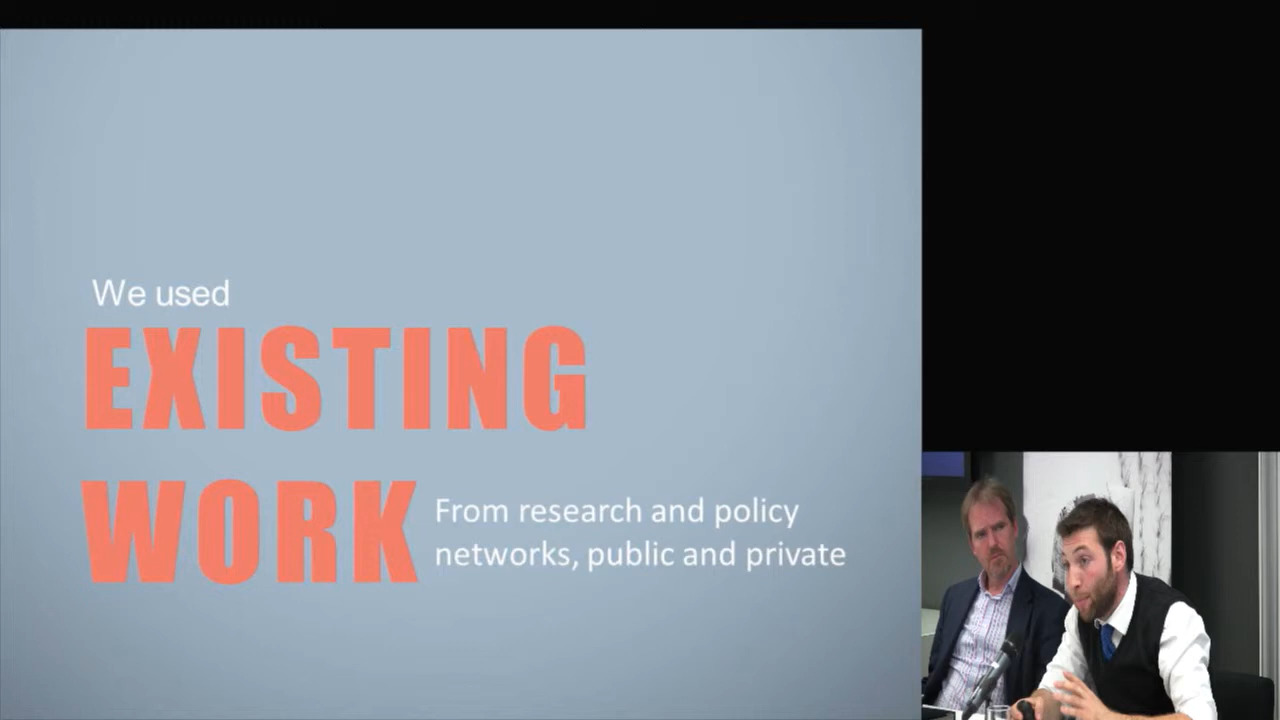 We used
EXISTING
WORK
From research and policy
networks, public and private